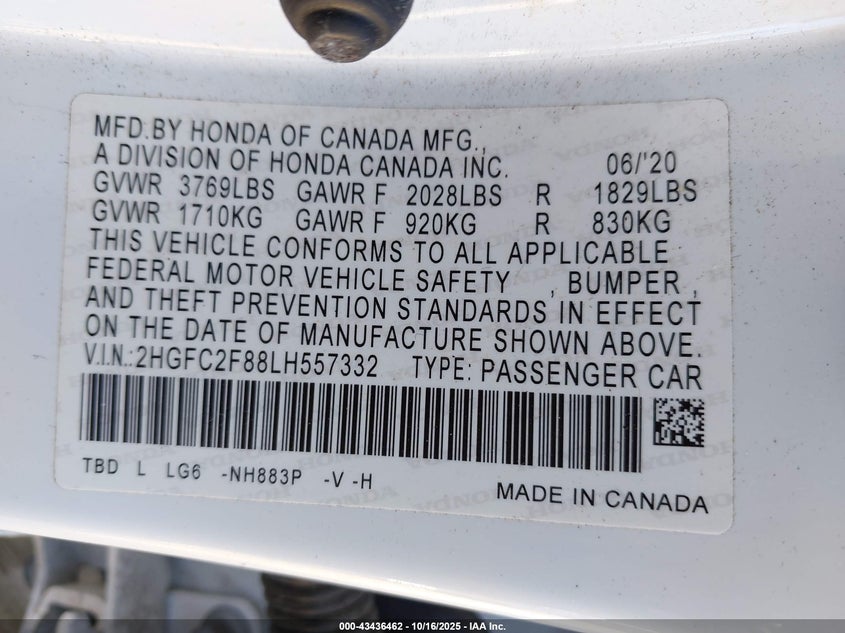 MFD.BY HONDA OF CANADA MFG.,
A DIVISION OF HONDA CANADA INC. 06/'20
GVWR 3769LBS GAWR F 2028LBS R 1829LBS
GVWR 1710KG GAWR F 920KG R 830KG
THIS VEHICLE CONFORMS TO ALL APPLICABLE
FEDERAL MOTOR VEHICLE SAFETY , BUMPER ,
AND THEFT PREVENTION STANDARDS IN EFFECT
ON THE DATE OF MANUFACTURE SHOWN ABOVE.
V.I.N.:2HGFC2F88LH557332 TYPE: PASSENGER CAR
TBD L LG6 -NH883P -V -H
MADE IN CANADA
000-43436462 | 10/16/2025 | IAA Inc.